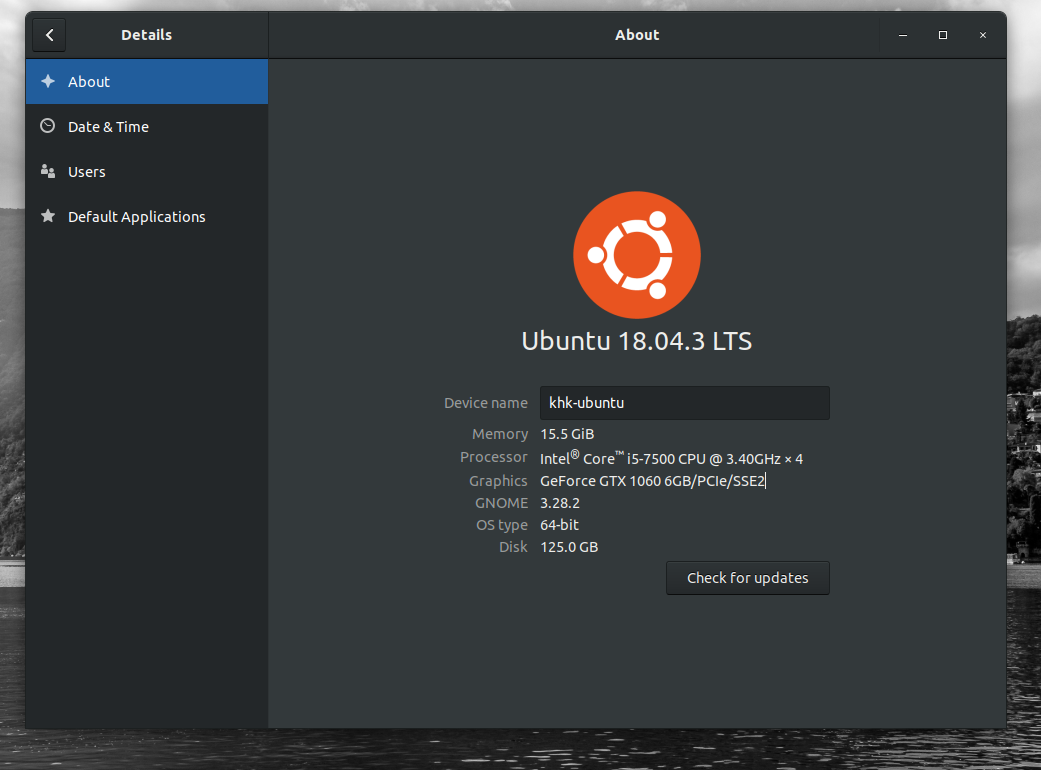 Details
About
About
Date & Time
Users
Default Applications
Ubuntu 18.04.3 LTS
Device name khk-ubuntu
Memory 15.5 GiB
Processor Intel® Core™ i5-7500 CPU @ 3.40GHz × 4
Graphics GeForce GTX 1060 6GB/PCIe/SSE2
GNOME 3.28.2
OS type 64-bit
Disk 125.0 GB
Check for updates